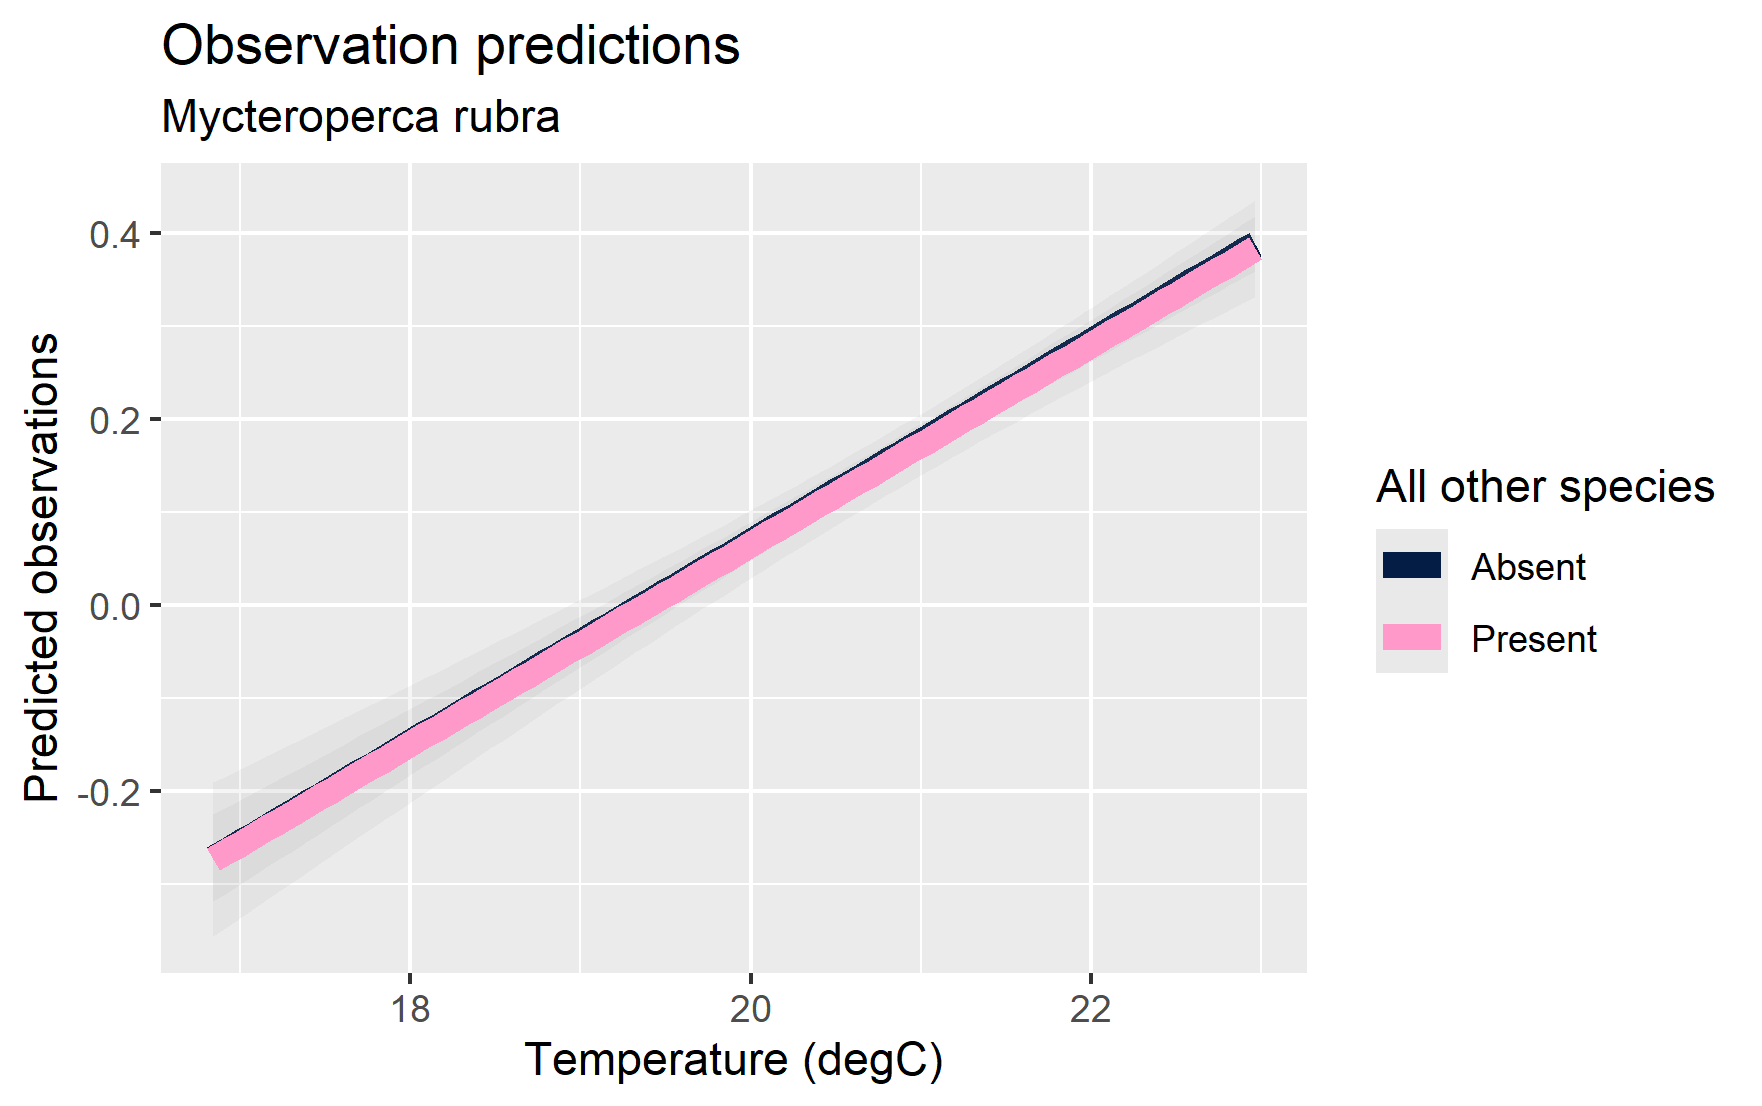 Observation predictions
Mycteroperca rubra
Predicted observations
0.4
0.2
0.0
-0.2
18
20
22
Temperature (degC)
All other species
Absent
Present